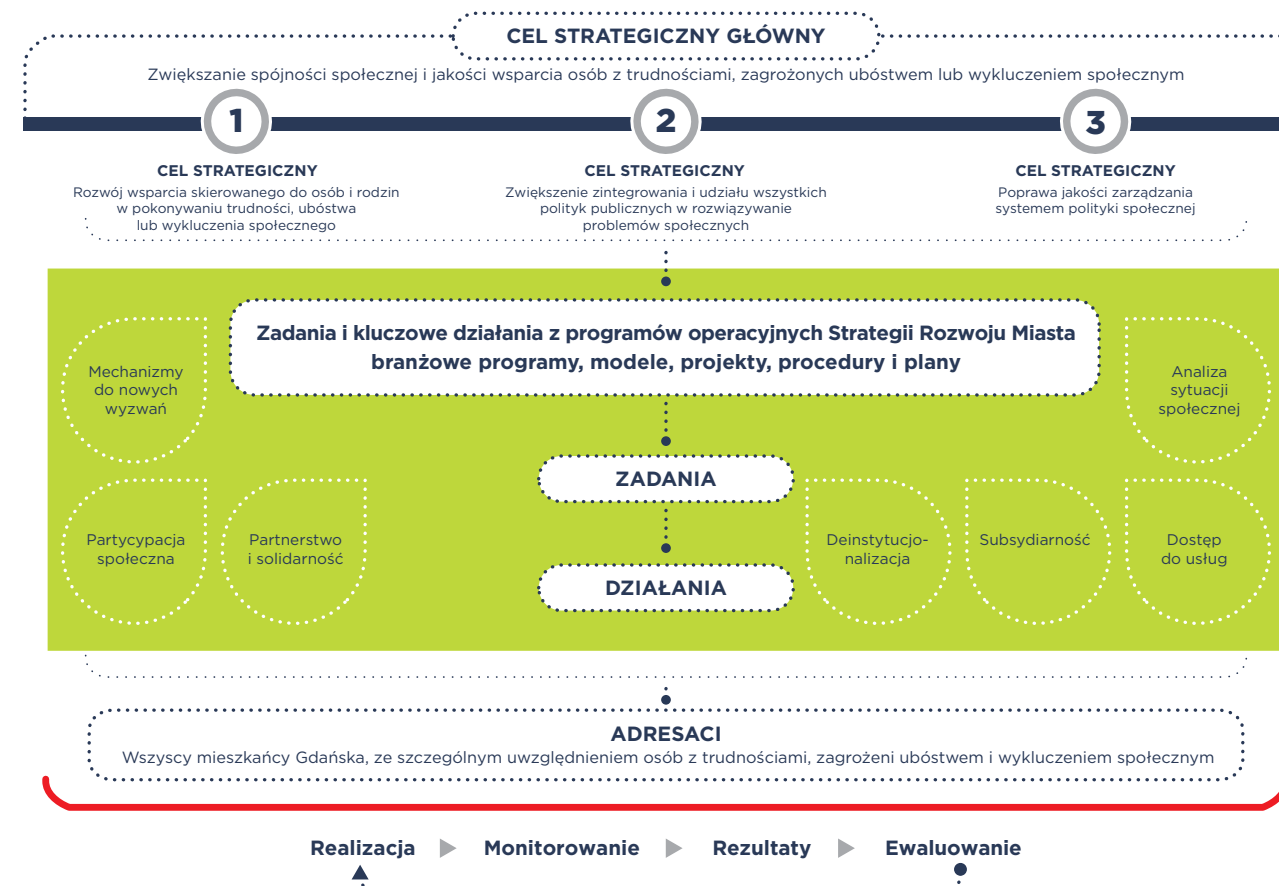 CEL STRATEGICZNY GŁÓWNY
Zwiększanie spójności społecznej i jakości wsparcia osób z trudnościami, zagrożonych ubóstwem lub wykluczeniem społecznym
1
CEL STRATEGICZNY
Rozwój wsparcia skierowanego do osób i rodzin
w pokonywaniu trudności, ubóstwa
lub wykluczenia społecznego
2
CEL STRATEGICZNY
Zwiększenie zintegrowania i udziału wszystkich
polityk publicznych w rozwiązywanie
problemów społecznych
3
CEL STRATEGICZNY
Poprawa jakości zarządzania
systemem polityki społecznej
Zadania i kluczowe działania z programów operacyjnych Strategii Rozwoju Miasta
branżowe programy, modele, projekty, procedury i plany
Mechanizmy
do nowych
wyzwań
Analiza
sytuacji
społecznej
ZADANIA
Partycypacja
społeczna
Partnerstwo
i solidarność
Deinstytucjo-
nalizacja
Subsydiarność
Dostęp
do usług
DZIAŁANIA
ADRESACI
Wszyscy mieszkańcy Gdańska, ze szczególnym uwzględnieniem osób z trudnościami, zagrożeni ubóstwem i wykluczeniem społecznym
Realizacja
Monitorowanie
Rezultaty
Ewaluowanie